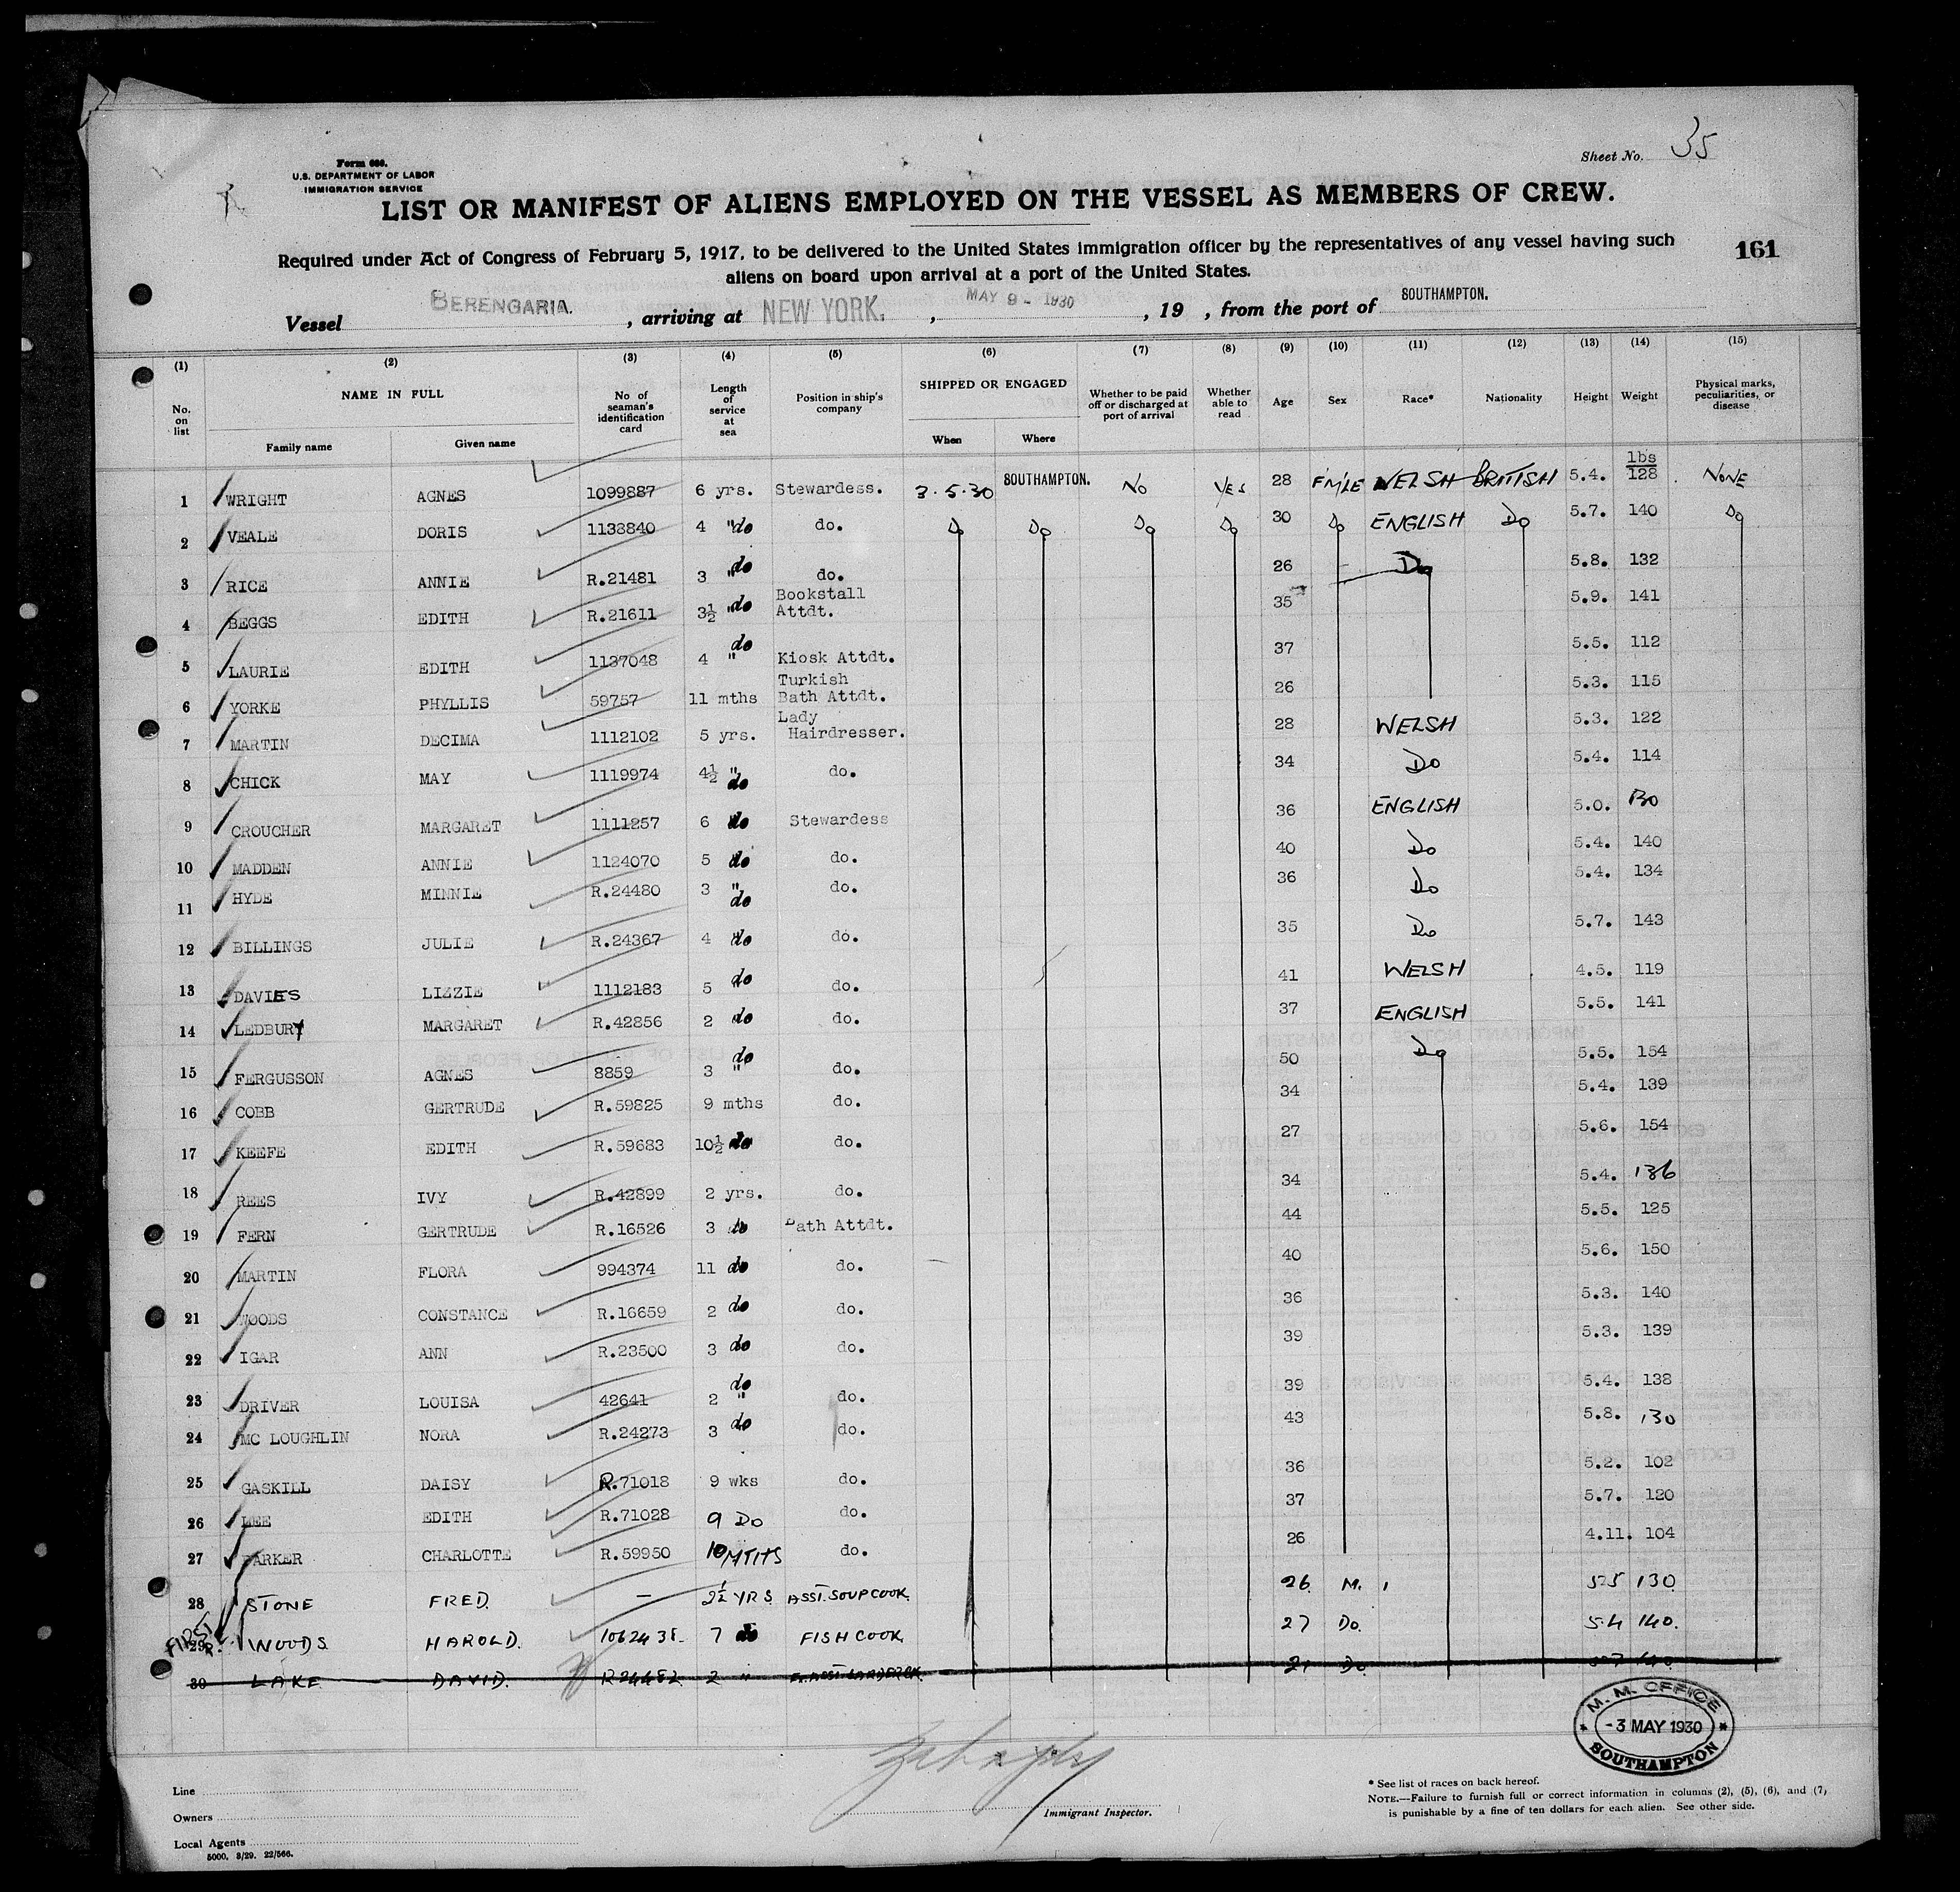 Sheet No. 35
Form 680.
U.S. DEPARTMENT OF LABOR
IMMIGRATION SERVICE
LIST OR MANIFEST OF ALIENS EMPLOYED ON THE VESSEL AS MEMBERS OF CREW.
Required under Act of Congress of February 5, 1917, to be delivered to the United States immigration officer by the representatives of any vessel having such
aliens on board upon arrival at a port of the United States.
161
Vessel BERENGARIA. , arriving at NEW YORK. , MAY 9 - 1930 , 19 , from the port of SOUTHAMPTON.
(1) (2) (3) (4) (5) (6) (7) (8) (9) (10) (11) (12) (13) (14) (15)
No. on list NAME IN FULL Family name Given name No of seaman's identification card Length of service at sea Position in ship's company SHIPPED OR ENGAGED When Where Whether to be paid off or discharged at port of arrival Whether able to read Age Sex Race* Nationality Height Weight Physical marks, peculiarities, or disease
1 WRIGHT AGNES 1099887 6 yrs. Stewardess. 3.5.30 SOUTHAMPTON. NO YES 28 F'MLE WELSH BRITISH 5.4. lbs 128 NONE
2 VEALE DORIS 1138840 4 " do do. Do Do Do Do 30 Do ENGLISH Do 5.7. 140 Do
3 RICE ANNIE R.21481 3 " do do. 26 Do 5.8. 132
4 BEGGS EDITH R.21611 3½ " do Bookstall Attdt. 35 5.9. 141
5 LAURIE EDITH 1137048 4 " do Kiosk Attdt. 37 5.5. 112
6 YORKE PHYLLIS 59757 11 mths Turkish Bath Attdt. 26 5.3. 115
7 MARTIN DECIMA 1112102 5 yrs. Lady Hairdresser. 28 WELSH 5.3. 122
8 CHICK MAY 1119974 4½ " do do. 34 Do 5.4. 114
9 CROUCHER MARGARET 1111257 6 do Stewardess 36 ENGLISH 5.0. 130
10 MADDEN ANNIE 1124070 5 do do. 40 Do 5.4. 140
11 HYDE MINNIE R.24480 3 " do do. 36 Do 5.4. 134
12 BILLINGS JULIE R.24367 4 do do. 35 Do 5.7. 143
13 DAVIES LIZZIE 1112183 5 do do. 41 WELSH 4.5. 119
14 LEDBURY MARGARET R.42856 2 do do. 37 ENGLISH 5.5. 141
15 FERGUSSON AGNES 8859 3 " do do. 50 Do 5.5. 154
16 COBB GERTRUDE R.59825 9 mths do. 34 5.4. 139
17 KEEFE EDITH R.59683 10½ do do. 27 5.6. 154
18 REES IVY R.42899 2 yrs. do. 34 5.4. 136
19 FERN GERTRUDE R.16526 3 do Bath Attdt. 44 5.5. 125
20 MARTIN FLORA 994374 11 do do. 40 5.6. 150
21 WOODS CONSTANCE R.16659 2 do do. 36 5.3. 140
22 IGAR ANN R.23500 3 do do. 39 5.3. 139
23 DRIVER LOUISA 42641 2 " do do. 39 5.4. 138
24 MC LOUGHLIN NORA R.24273 3 do do. 43 5.8. 130
25 GASKILL DAISY R.71018 9 wks do. 36 5.2. 102
26 LEE EDITH R.71028 9 DO do. 37 5.7. 120
27 PARKER CHARLOTTE R.59950 10 MTHS do. 26 4.11. 104
28 STONE FRED. — 2½ YRS ASST. SOUP COOK. 26. M. 5.5 130
FIRST
29 WOODS HAROLD. 1062438. 7 do FISH COOK. 27 Do. 5.4 140.
30 LAKE DAVID. R24482 2 " 21 Do.
M. M. OFFICE
- 3 MAY 1930
SOUTHAMPTON
Line
Owners
Local Agents
5000. 8/29. 22/566.
Immigrant Inspector.
* See list of races on back hereof.
NOTE.—Failure to furnish full or correct information in columns (2), (5), (6), and (7,
is punishable by a fine of ten dollars for each alien. See other side.